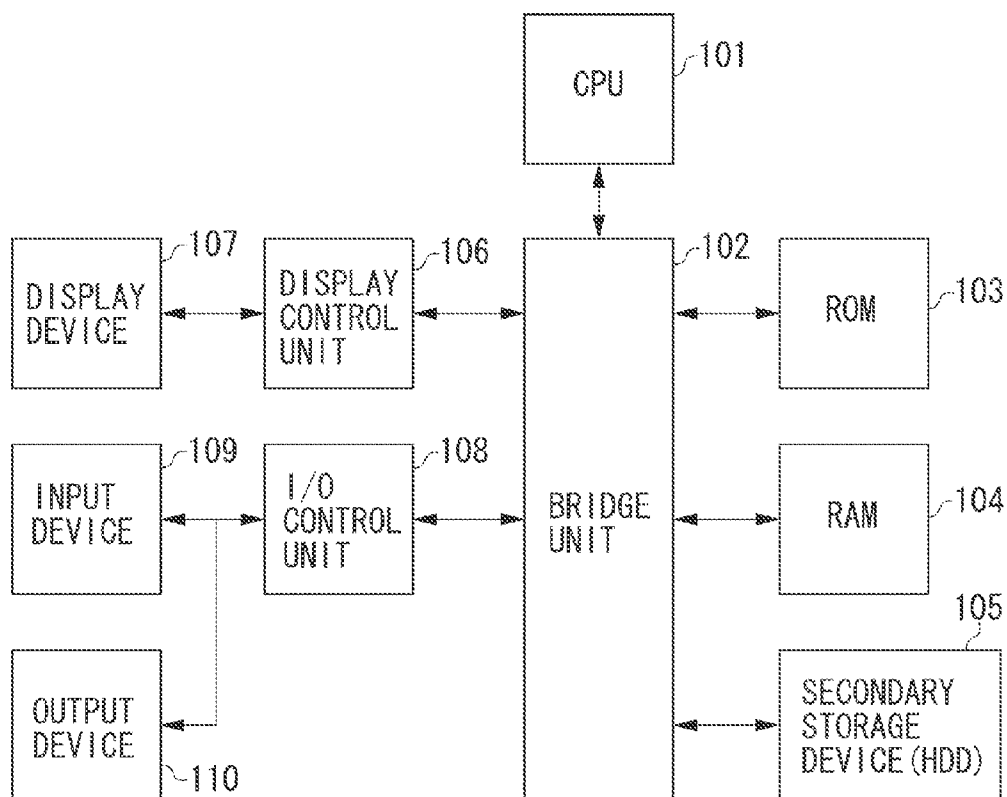 CPU
101
107
DISPLAY
DEVICE
106
DISPLAY
CONTROL
UNIT
102
BRIDGE
UNIT
103
ROM
109
INPUT
DEVICE
108
I/O
CONTROL
UNIT
104
RAM
105
SECONDARY
STORAGE
DEVICE(HDD)
OUTPUT
DEVICE
110